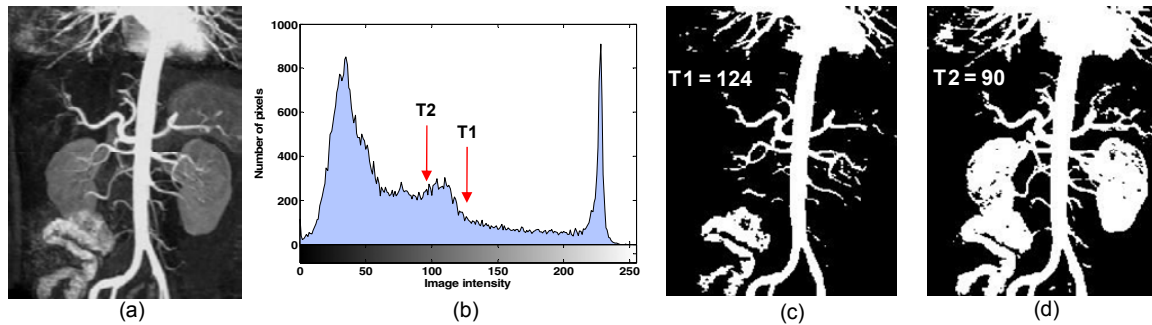 1000
800
600
400
200
0
Number of pixels
T2
T1
0 50 100 150 200 250
Image intensity
T1 = 124
T2 = 90
(a)
(b)
(c)
(d)